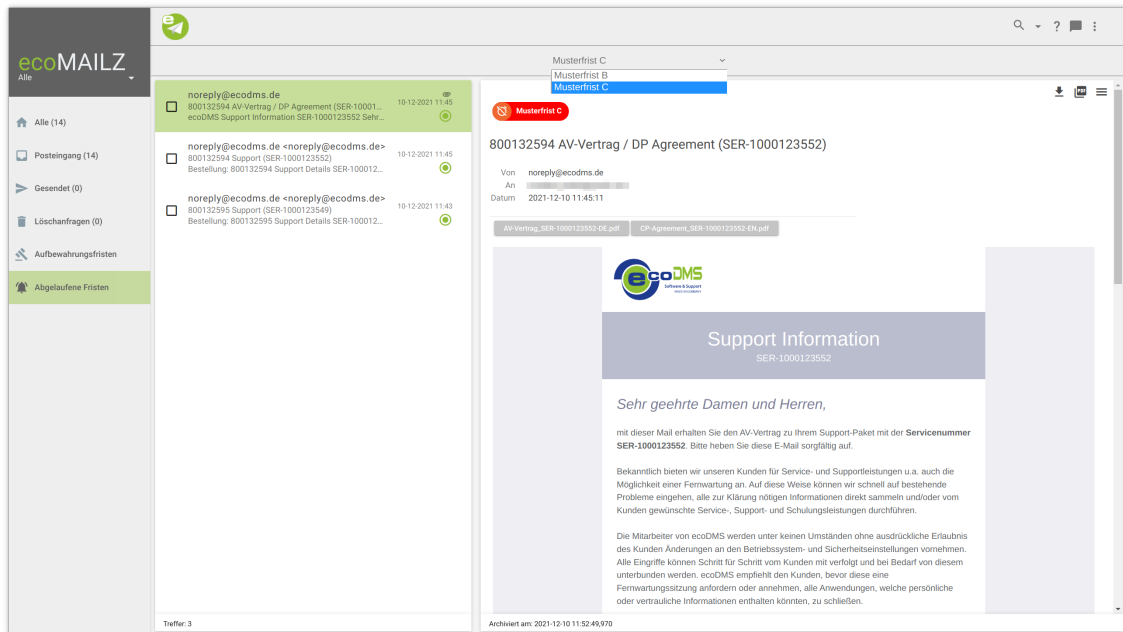 ecoMAILZ
Alle
Alle (14)
Posteingang (14)
Gesendet (0)
Löschanfragen (0)
Aufbewahrungsfristen
Abgelaufene Fristen
e
?
Musterfrist C
Musterfrist B
Musterfrist C
noreply@ecodms.de
800132594 AV-Vertrag / DP Agreement (SER-10001...
10-12-2021 11:45
ecoDMS Support Information SER-1000123552 Sehr...
noreply@ecodms.de <noreply@ecodms.de>
800132594 Support (SER-1000123552)
10-12-2021 11:45
Bestellung: 800132594 Support Details SER-100012...
noreply@ecodms.de <noreply@ecodms.de>
800132595 Support (SER-1000123549)
10-12-2021 11:43
Bestellung: 800132595 Support Details SER-100012...
Treffer: 3
PDF
Musterfrist C
800132594 AV-Vertrag / DP Agreement (SER-1000123552)
Von noreply@ecodms.de
An
Datum 2021-12-10 11:45:11
AV-Vertrag_SER-1000123552-DE.pdf CP-Agreement_SER-1000123552-EN.pdf
ecoDMS
Software & Support
MADE IN GERMANY
Support Information
SER-1000123552
Sehr geehrte Damen und Herren,
mit dieser Mail erhalten Sie den AV-Vertrag zu Ihrem Support-Paket mit der Servicenummer
SER-1000123552. Bitte heben Sie diese E-Mail sorgfältig auf.
Bekanntlich bieten wir unseren Kunden für Service- und Supportleistungen u.a. auch die
Möglichkeit einer Fernwartung an. Auf diese Weise können wir schnell auf bestehende
Probleme eingehen, alle zur Klärung nötigen Informationen direkt sammeln und/oder vom
Kunden gewünschte Service-, Support- und Schulungsleistungen durchführen.
Die Mitarbeiter von ecoDMS werden unter keinen Umständen ohne ausdrückliche Erlaubnis
des Kunden Änderungen an den Betriebssystem- und Sicherheitseinstellungen vornehmen.
Alle Eingriffe können Schritt für Schritt vom Kunden mit verfolgt und bei Bedarf von diesem
unterbunden werden. ecoDMS empfiehlt den Kunden, bevor diese eine
Fernwartungssitzung anfordern oder annehmen, alle Anwendungen, welche persönliche
oder vertrauliche Informationen enthalten könnten, zu schließen.
Archiviert am: 2021-12-10 11:52:49,970